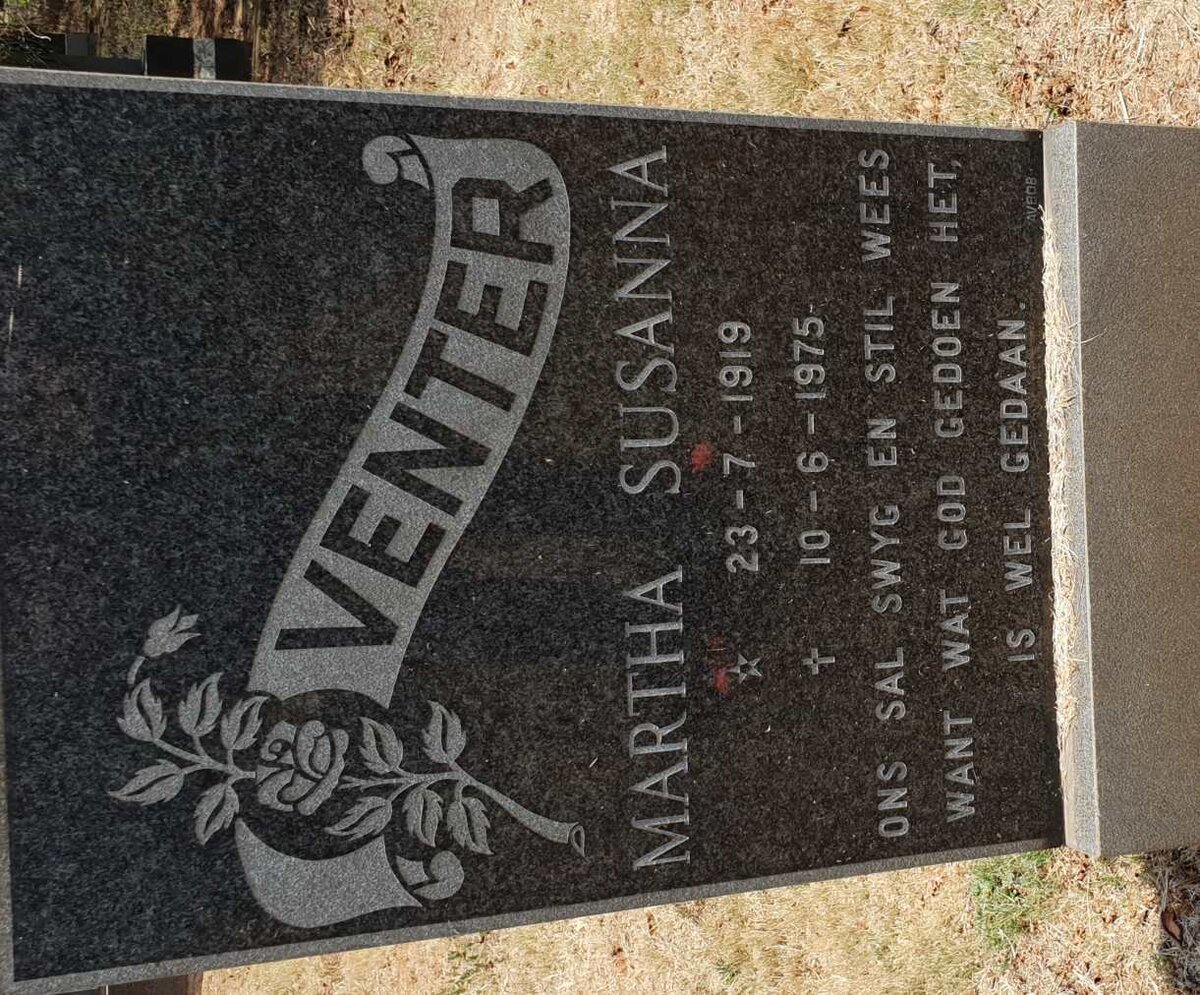 VENTER
MARTHA SUSANNA
☆ 23-7-1919
✝ 10-6-1975
ONS SAL SWYG EN STIL WEES
WANT WAT GOD GEDOEN HET,
IS WEL GEDAAN.
AVBOB